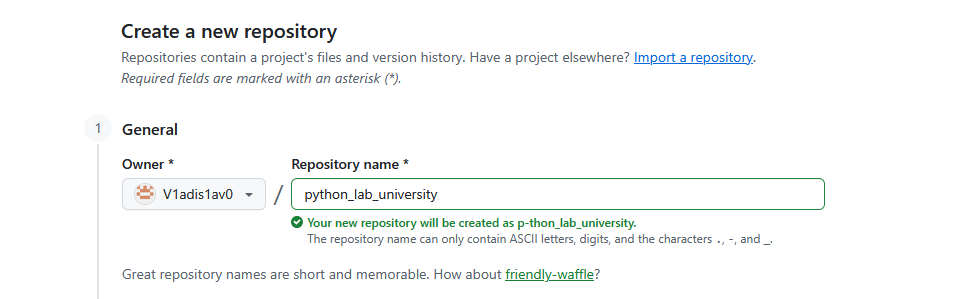 Create a new repository
Repositories contain a project's files and version history. Have a project elsewhere? Import a repository.
Required fields are marked with an asterisk (*).
1 General
Owner * Repository name *
V1adis1av0 / python_lab_university
Your new repository will be created as p-thon_lab_university.
The repository name can only contain ASCII letters, digits, and the characters ., -, and _.
Great repository names are short and memorable. How about friendly-waffle?